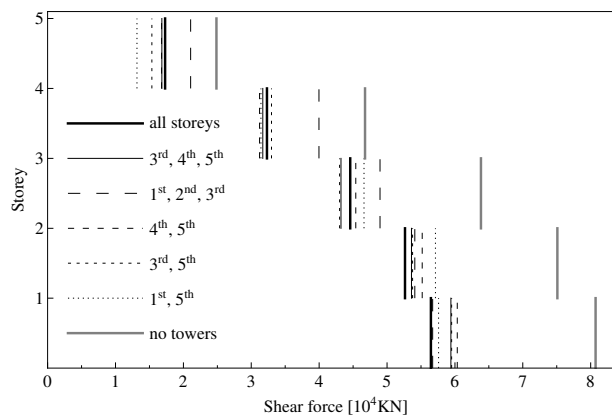 5
4
3
2
1
Storey
all storeys
3rd, 4th, 5th
1st, 2nd, 3rd
4th, 5th
3rd, 5th
1st, 5th
no towers
0 1 2 3 4 5 6 7 8
Shear force [10⁴KN]